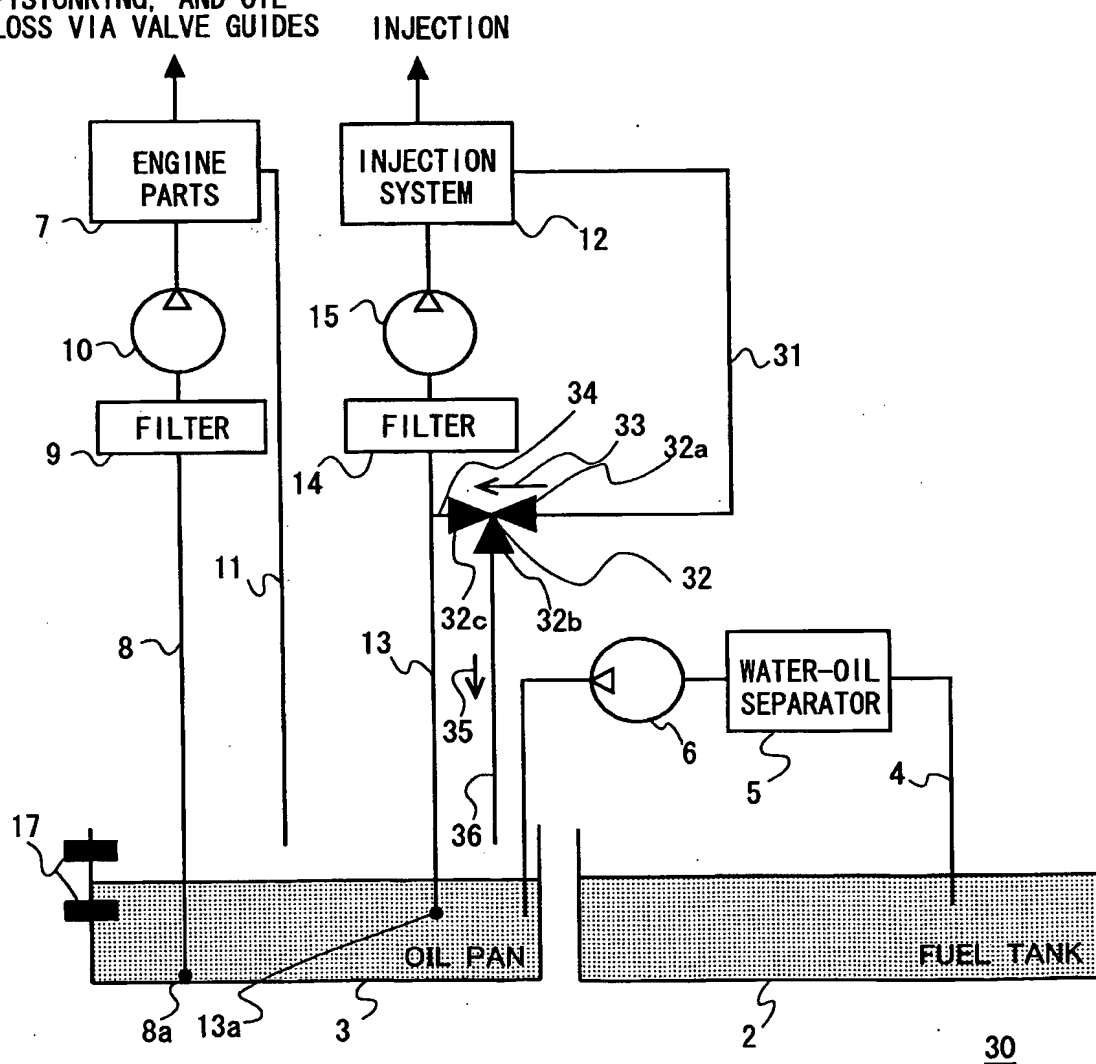 PISTONRING, AND OIL
LOSS VIA VALVE GUIDES
INJECTION
ENGINE
PARTS
INJECTION
SYSTEM
7
12
10
15
31
FILTER
FILTER
34
33
32a
9
14
11
32
32c
32b
8
13
WATER-OIL
SEPARATOR
35
6
5
4
17
36
OIL PAN
FUEL TANK
8a
13a
3
2
30